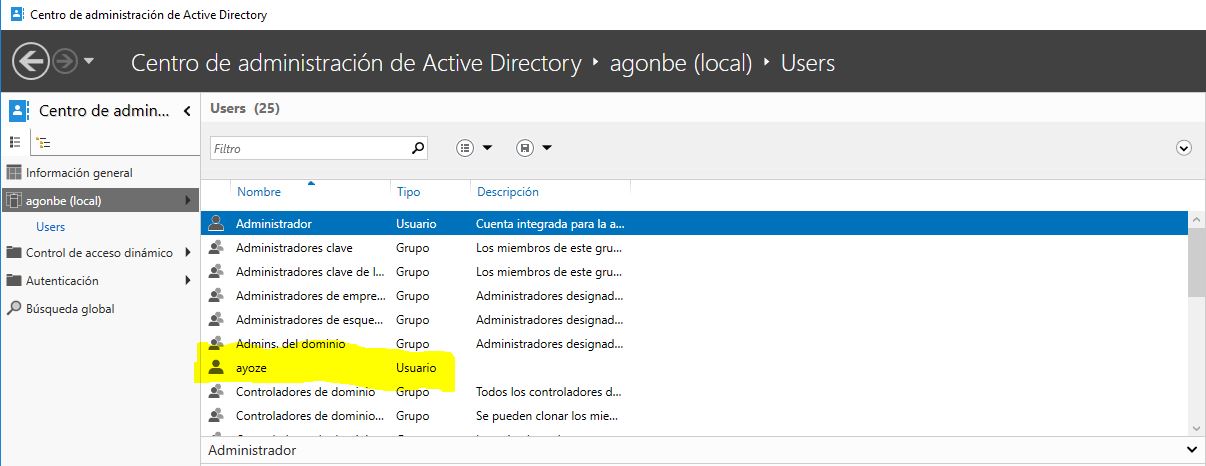 Centro de administración de Active Directory
Centro de administración de Active Directory ‣ agonbe (local) ‣ Users
Centro de admin...
Users (25)
Filtro
Información general
agonbe (local)
Users
Control de acceso dinámico
Autenticación
Búsqueda global
Nombre Tipo Descripción
Administrador Usuario Cuenta integrada para la a...
Administradores clave Grupo Los miembros de este gru...
Administradores clave de l... Grupo Los miembros de este gru...
Administradores de empre... Grupo Administradores designad...
Administradores de esque... Grupo Administradores designad...
Admins. del dominio Grupo Administradores designad...
ayoze Usuario
Controladores de dominio Grupo Todos los controladores d...
Controladores de dominio... Grupo Se pueden clonar los mie...
Administrador